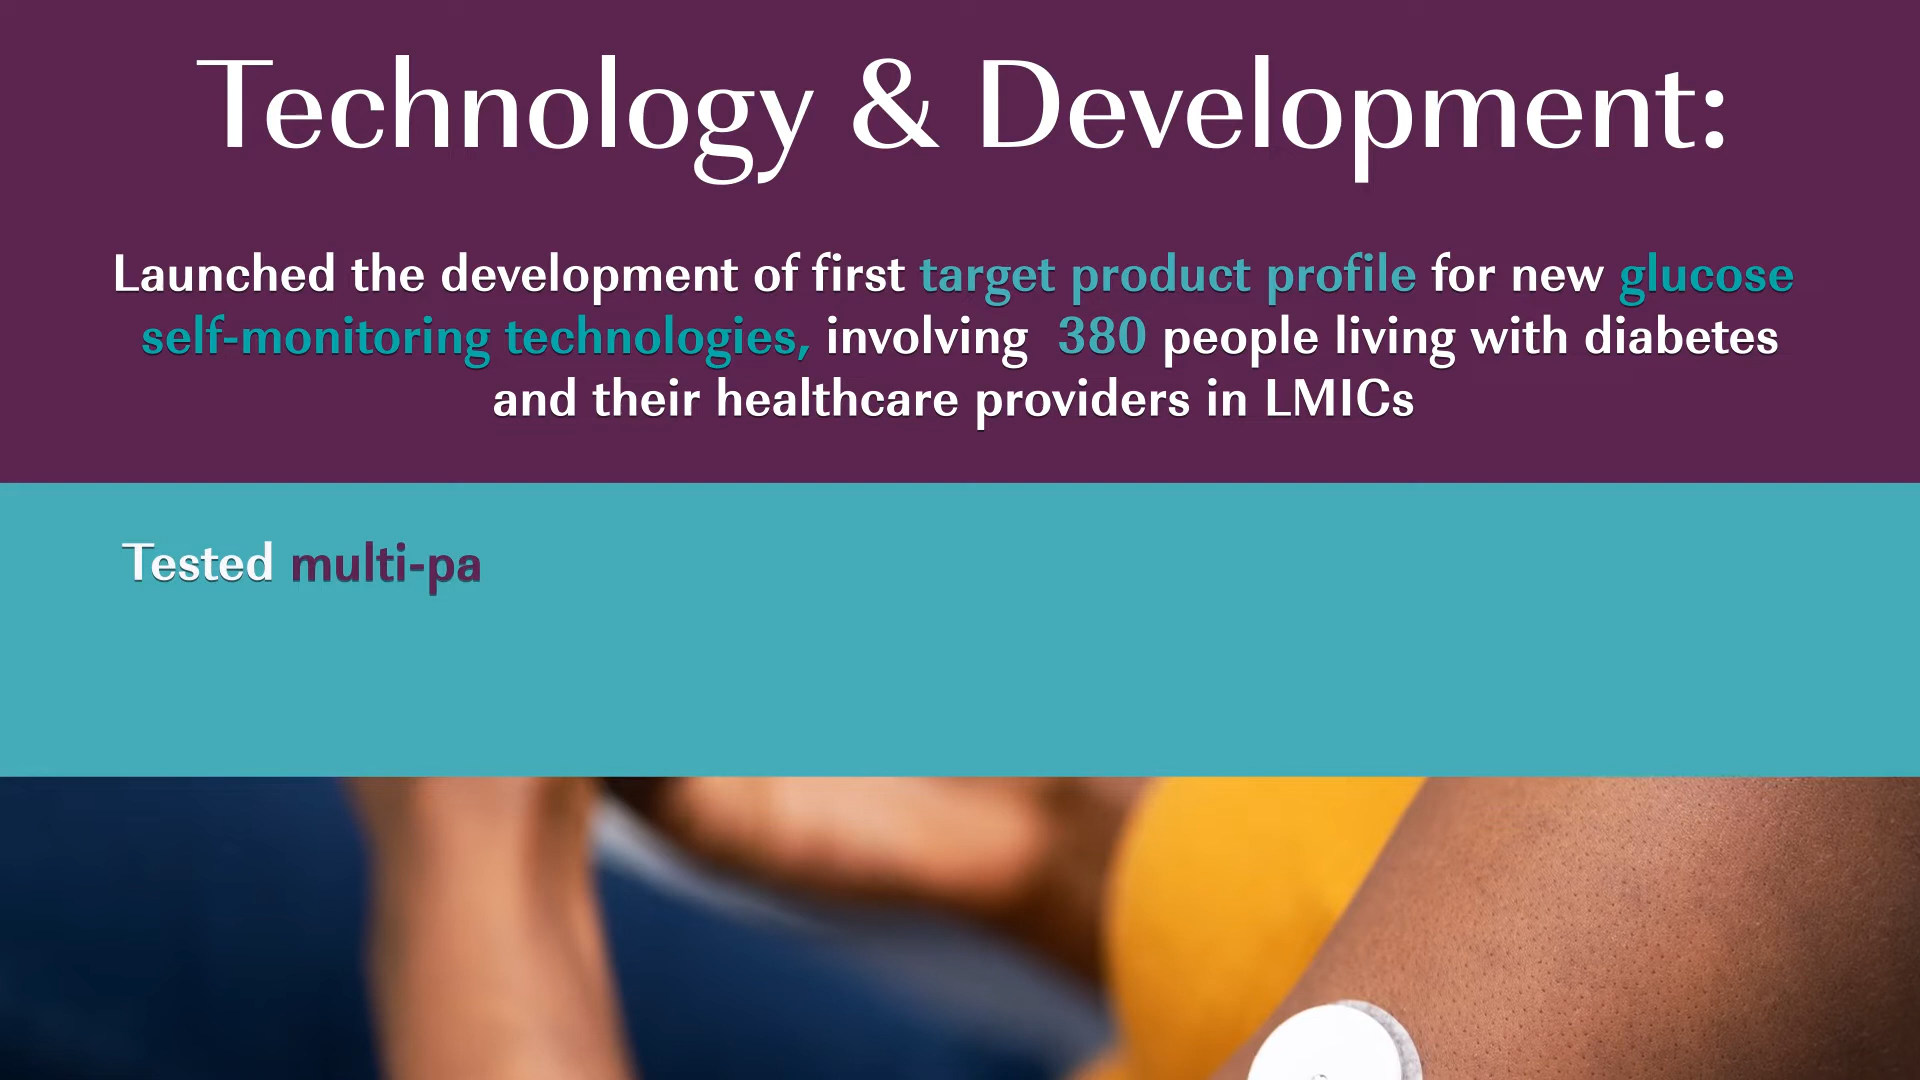 Technology & Development:
Launched the development of first target product profile for new glucose
self-monitoring technologies, involving 380 people living with diabetes
and their healthcare providers in LMICs
Tested multi-pa